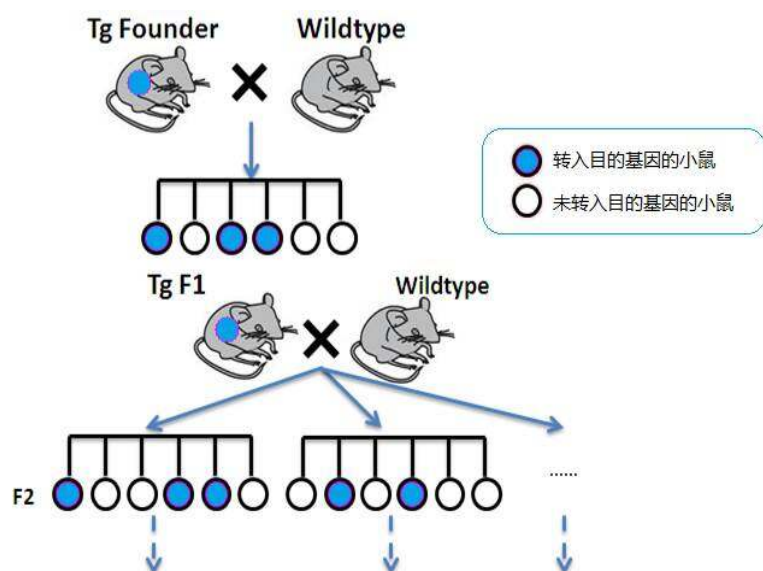 Tg Founder
Wildtype
转入目的基因的小鼠
未转入目的基因的小鼠
Tg F1
Wildtype
......
F2